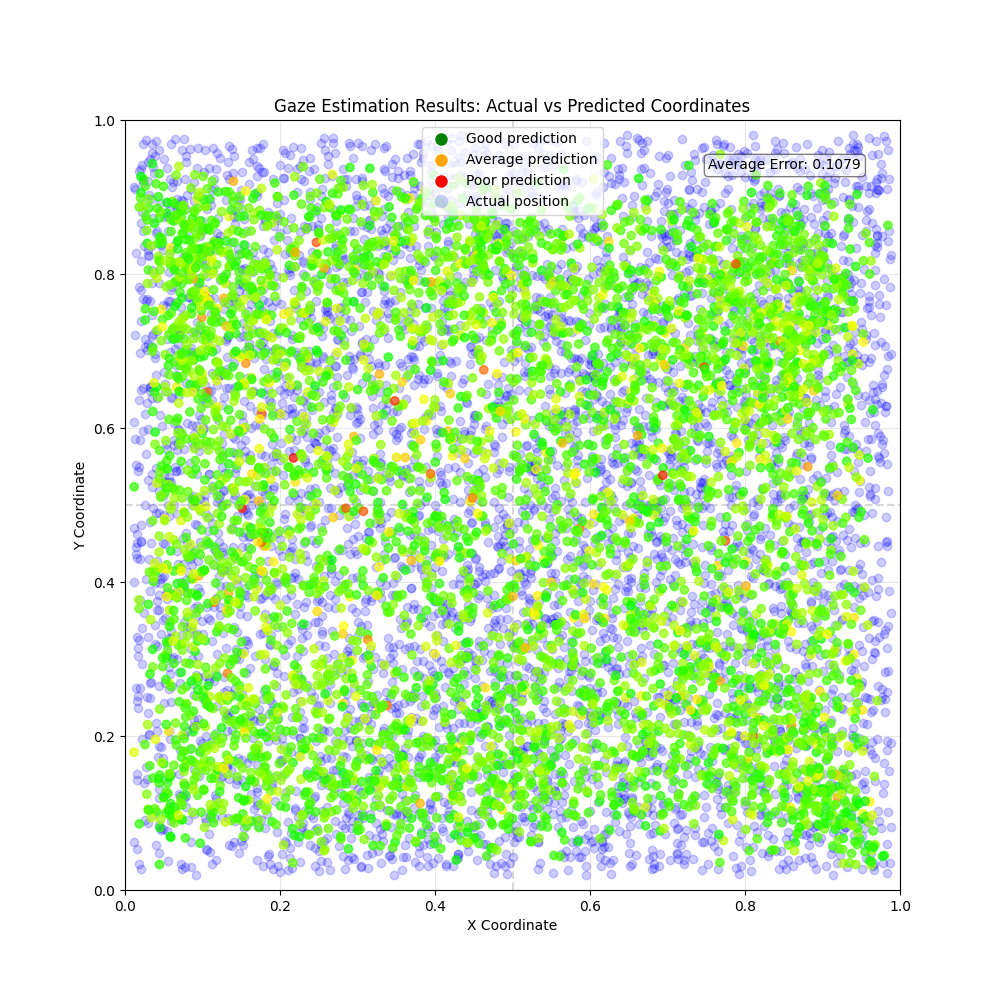 Gaze Estimation Results: Actual vs Predicted Coordinates
Good prediction
Average prediction
Poor prediction
Actual position
Average Error: 0.1079
1.0
0.8
0.6
0.4
0.2
0.0
Y Coordinate
0.0 0.2 0.4 0.6 0.8 1.0
X Coordinate